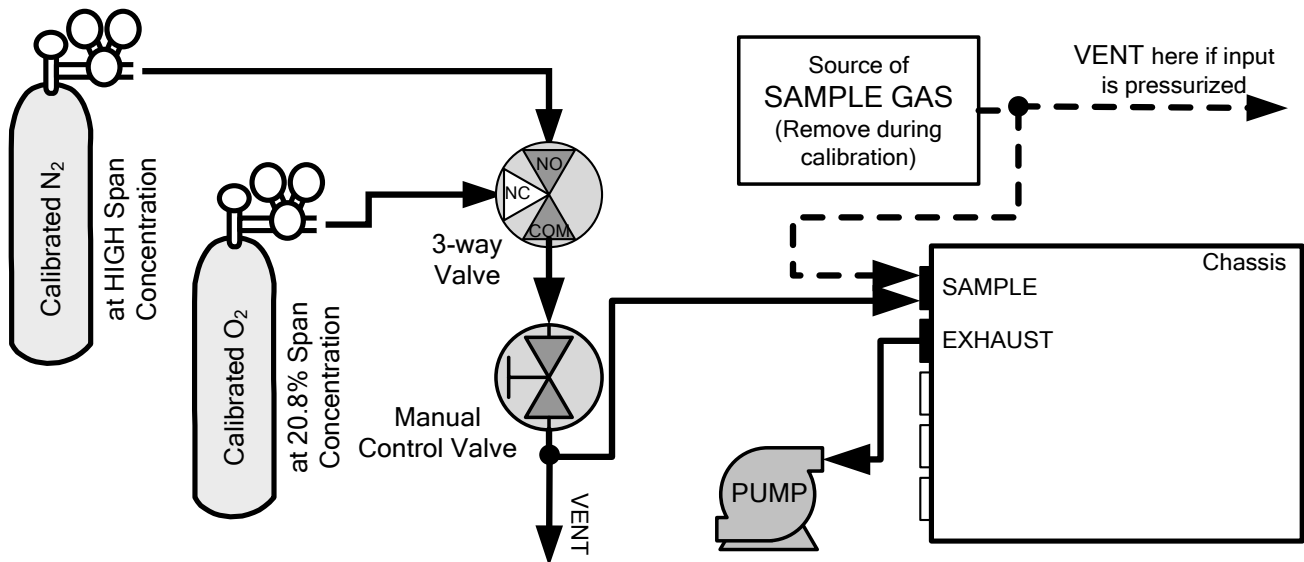 Calibrated N2
at HIGH Span
Concentration
Calibrated O2
at 20.8% Span
Concentration
NO
NC
COM
3-way
Valve
Manual
Control Valve
VENT
Source of
SAMPLE GAS
(Remove during
calibration)
VENT here if input
is pressurized
Chassis
SAMPLE
EXHAUST
PUMP